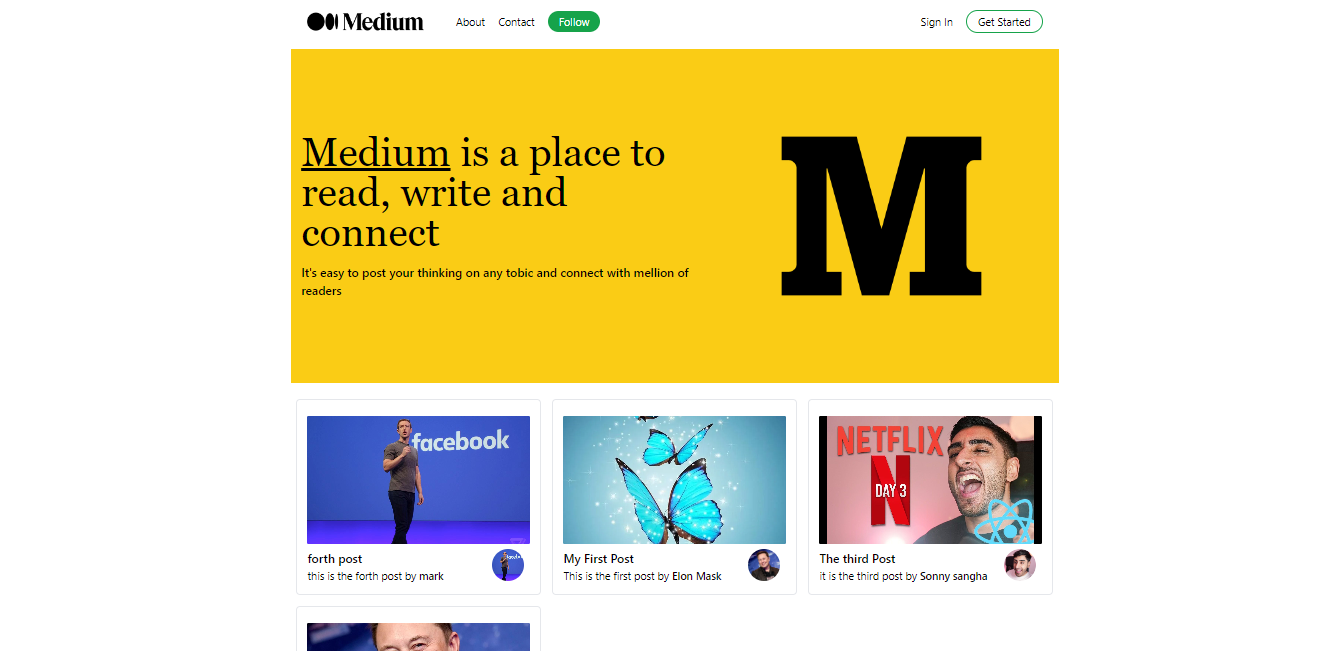 Medium About Contact Follow Sign In Get Started
Medium is a place to
read, write and
connect
It's easy to post your thinking on any tobic and connect with mellion of
readers
M
facebook
forth post
this is the forth post by mark
My First Post
This is the first post by Elon Mask
NETFLIX
N
DAY 3
The third Post
it is the third post by Sonny sangha